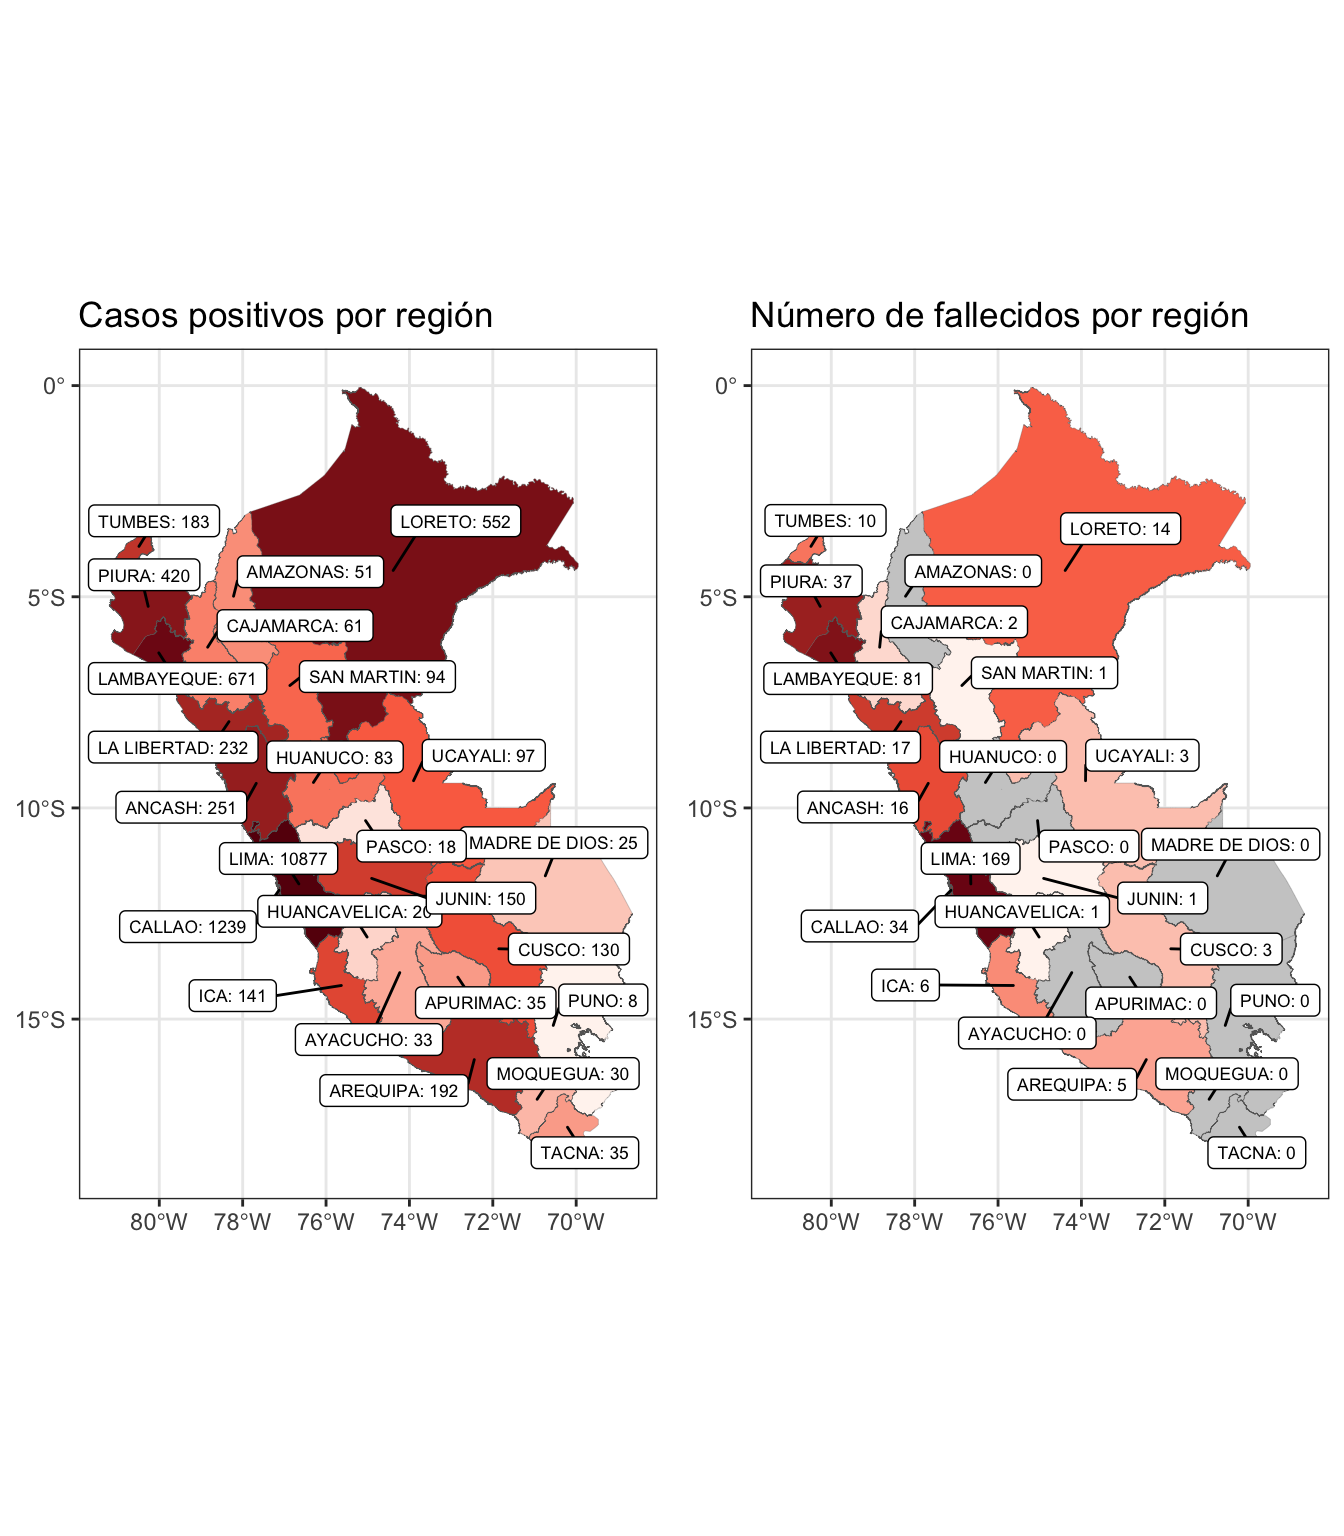 Casos positivos por región
0°
5°S
10°S
15°S
TUMBES: 183
LORETO: 552
PIURA: 420
AMAZONAS: 51
CAJAMARCA: 61
LAMBAYEQUE: 671
SAN MARTIN: 94
LA LIBERTAD: 232
HUANUCO: 83
UCAYALI: 97
ANCASH: 251
LIMA: 10877
PASCO: 18
MADRE DE DIOS: 25
HUANCAVELICA: 20
JUNIN: 150
CALLAO: 1239
CUSCO: 130
ICA: 141
APURIMAC: 35
PUNO: 8
AYACUCHO: 33
MOQUEGUA: 30
AREQUIPA: 192
TACNA: 35
80°W 78°W 76°W 74°W 72°W 70°W
Número de fallecidos por región
0°
5°S
10°S
15°S
TUMBES: 10
LORETO: 14
PIURA: 37
AMAZONAS: 0
CAJAMARCA: 2
LAMBAYEQUE: 81
SAN MARTIN: 1
LA LIBERTAD: 17
HUANUCO: 0
UCAYALI: 3
ANCASH: 16
LIMA: 169
PASCO: 0
MADRE DE DIOS: 0
HUANCAVELICA: 1
JUNIN: 1
CALLAO: 34
CUSCO: 3
ICA: 6
APURIMAC: 0
PUNO: 0
AYACUCHO: 0
MOQUEGUA: 0
AREQUIPA: 5
TACNA: 0
80°W 78°W 76°W 74°W 72°W 70°W